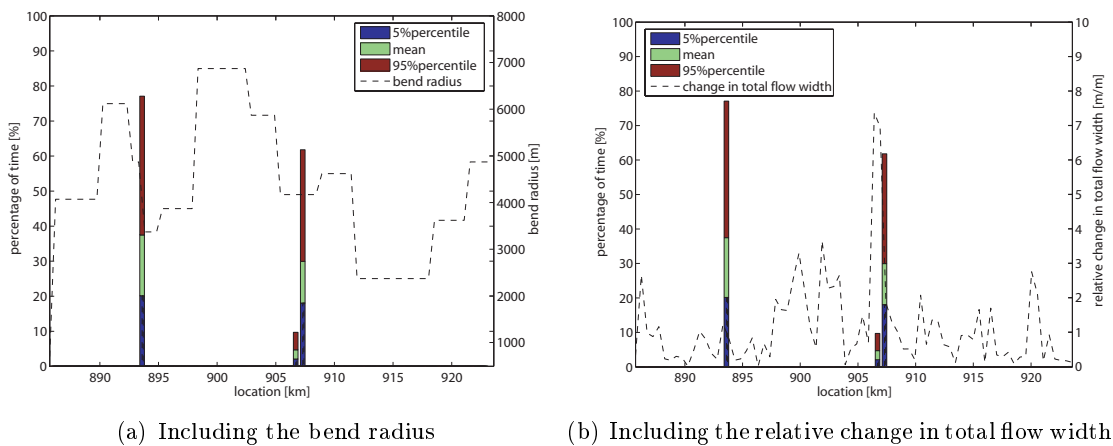 100
90
80
70
60
50
40
30
20
10
0
percentage of time [%]
5%percentile
mean
95%percentile
bend radius
8000
7000
6000
5000
4000
3000
2000
1000
bend radius [m]
890 895 900 905 910 915 920
location [km]
(a) Including the bend radius
100
90
80
70
60
50
40
30
20
10
0
percentage of time [%]
5%percentile
mean
95%percentile
change in total flow width
10
9
8
7
6
5
4
3
2
1
0
relative change in total flow width [m/m]
890 895 900 905 910 915 920
location [km]
(b) Including the relative change in total flow width